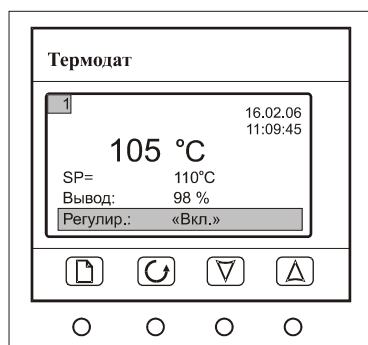 Термодат
1
16.02.06
11:09:45
105 °C
SP= 110°C
Вывод: 98 %
Регулир.: «Вкл.»